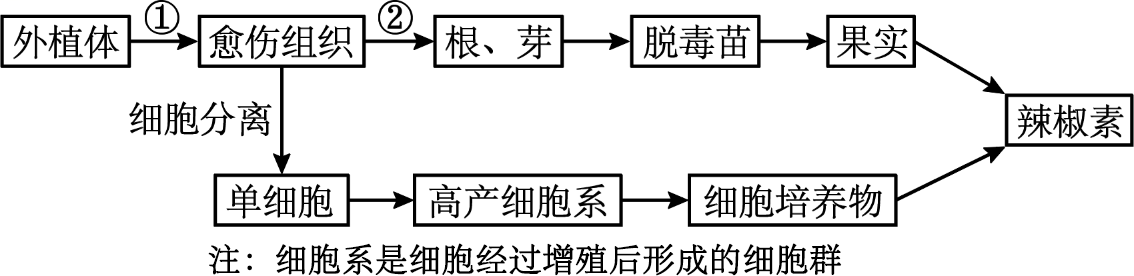 ① ②
外植体 愈伤组织 根、芽 脱毒苗 果实
细胞分离 辣椒素
单细胞 高产细胞系 细胞培养物
注：细胞系是细胞经过增殖后形成的细胞群